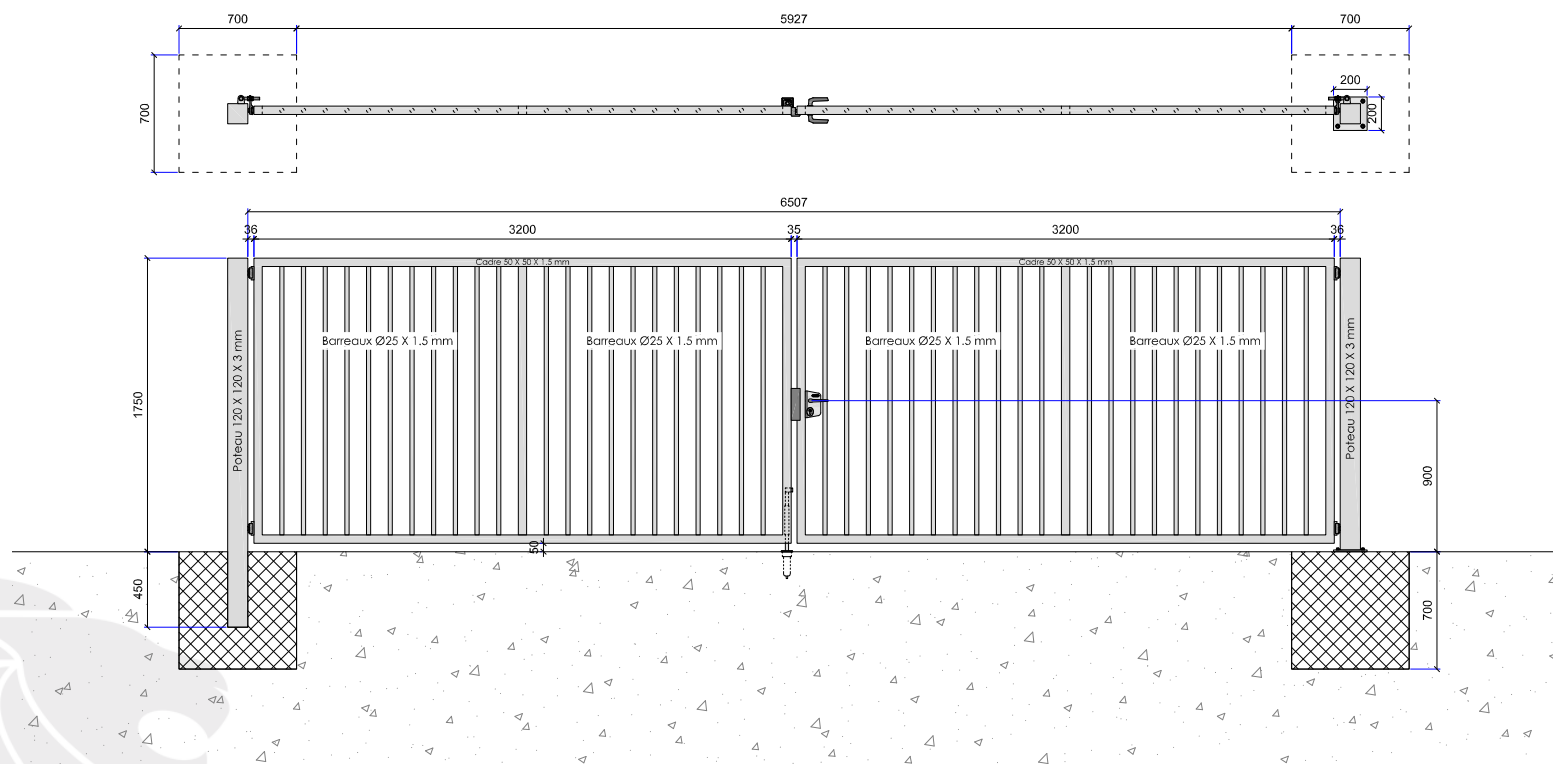 700
5927
700
700
200
200
6507
36
3200
35
3200
36
Cadre 50 X 50 X 1.5 mm
Cadre 50 X 50 X 1.5 mm
Barreaux Ø25 X 1.5 mm
Barreaux Ø25 X 1.5 mm
Barreaux Ø25 X 1.5 mm
Barreaux Ø25 X 1.5 mm
Poteau 120 X 120 X 3 mm
Poteau 120 X 120 X 3 mm
1750
900
50
450
700